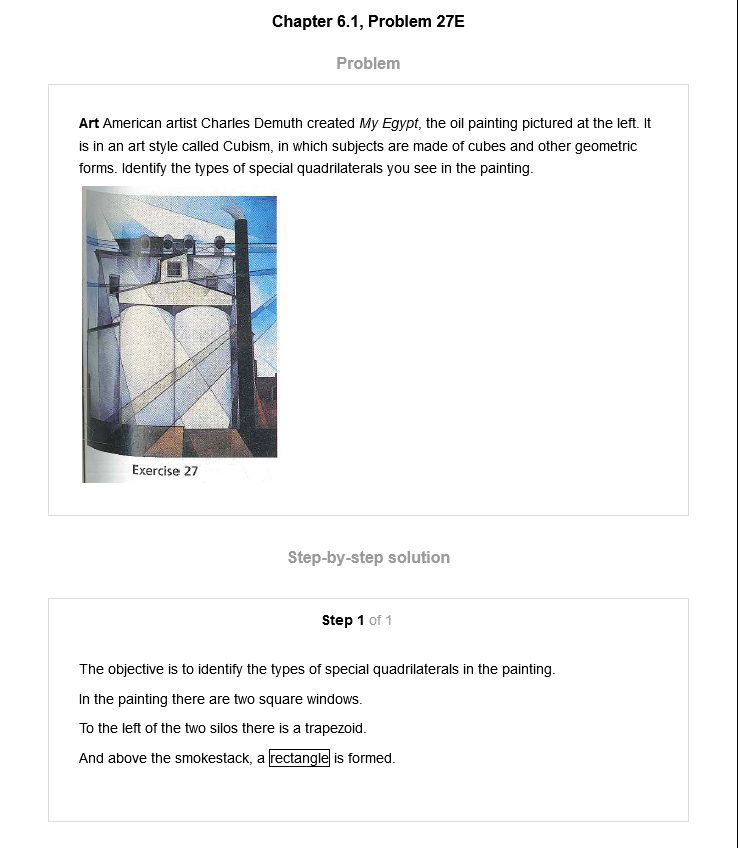 Chapter 6.1, Problem 27E
Problem
Art American artist Charles Demuth created My Egypt, the oil painting pictured at the left. It
is in an art style called Cubism, in which subjects are made of cubes and other geometric
forms. Identify the types of special quadrilaterals you see in the painting.
Exercise 27
Step-by-step solution
Step 1 of 1
The objective is to identify the types of special quadrilaterals in the painting.
In the painting there are two square windows.
To the left of the two silos there is a trapezoid.
And above the smokestack, a rectangle is formed.